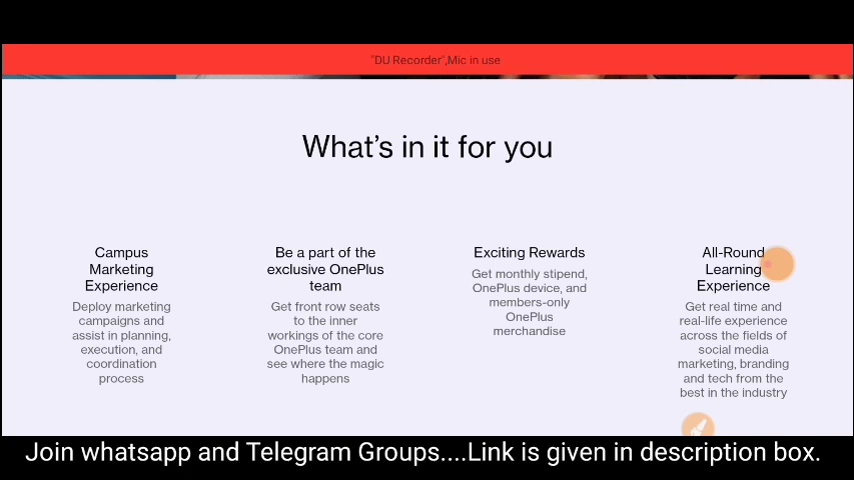 "DU Recorder",Mic in use
What's in it for you
Campus
Marketing
Experience
Deploy marketing
campaigns and
assist in planning,
execution, and
coordination
process
Be a part of the
exclusive OnePlus
team
Get front row seats
to the inner
workings of the core
OnePlus team and
see where the magic
happens
Exciting Rewards
Get monthly stipend,
OnePlus device, and
members-only
OnePlus
merchandise
All-Round
Learning
Experience
Get real time and
real-life experience
across the fields of
social media
marketing, branding
and tech from the
best in the industry
Join whatsapp and Telegram Groups....Link is given in description box.